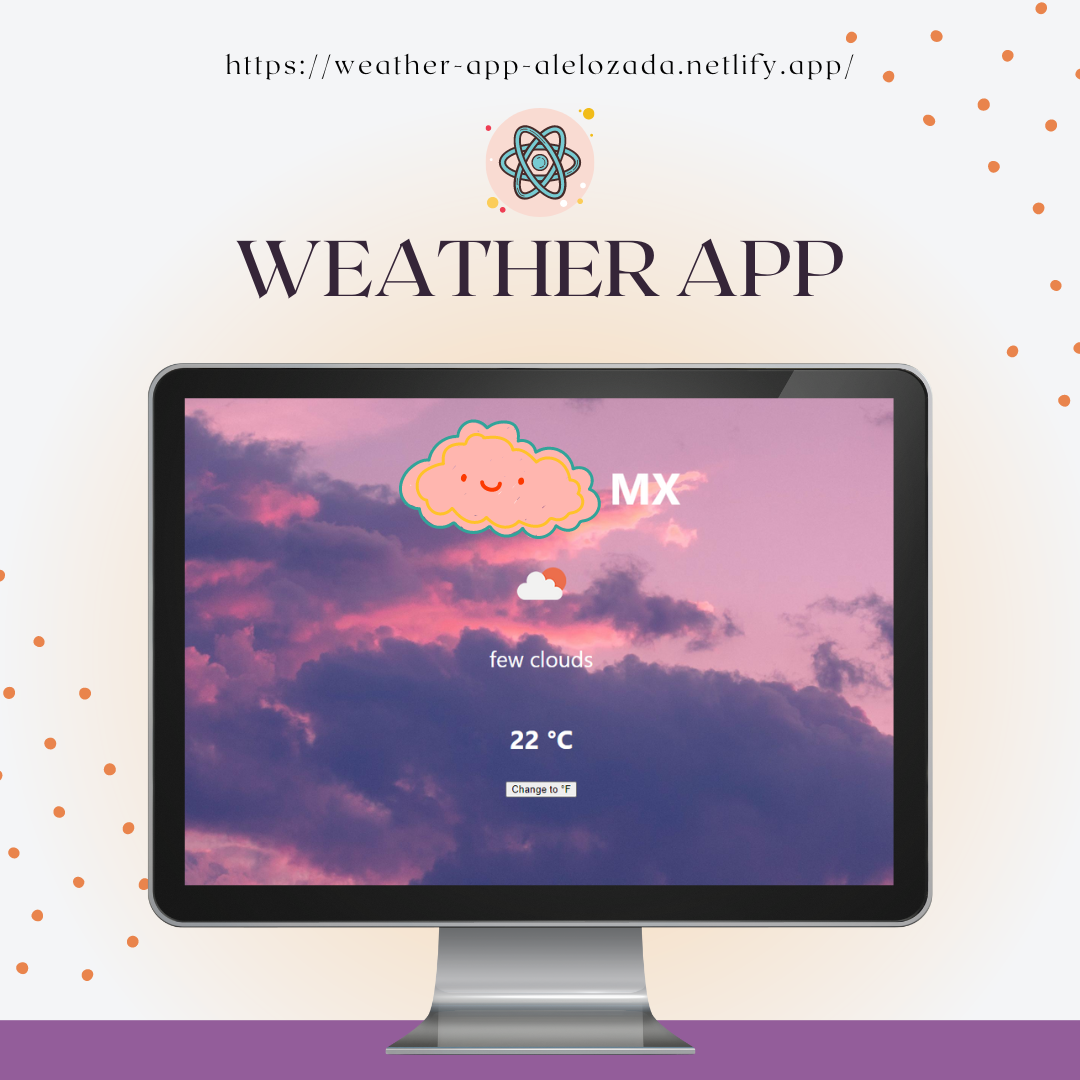 https://weather-app-alelozada.netlify.app/
WEATHER APP
MX
few clouds
22 °C
Change to °F